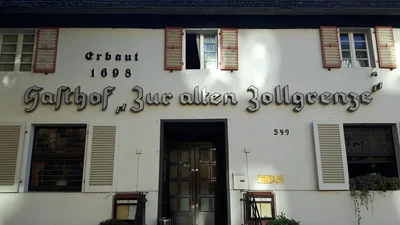 Erbaut
1698
Gasthof „Zur alten Zollgrenze“
599